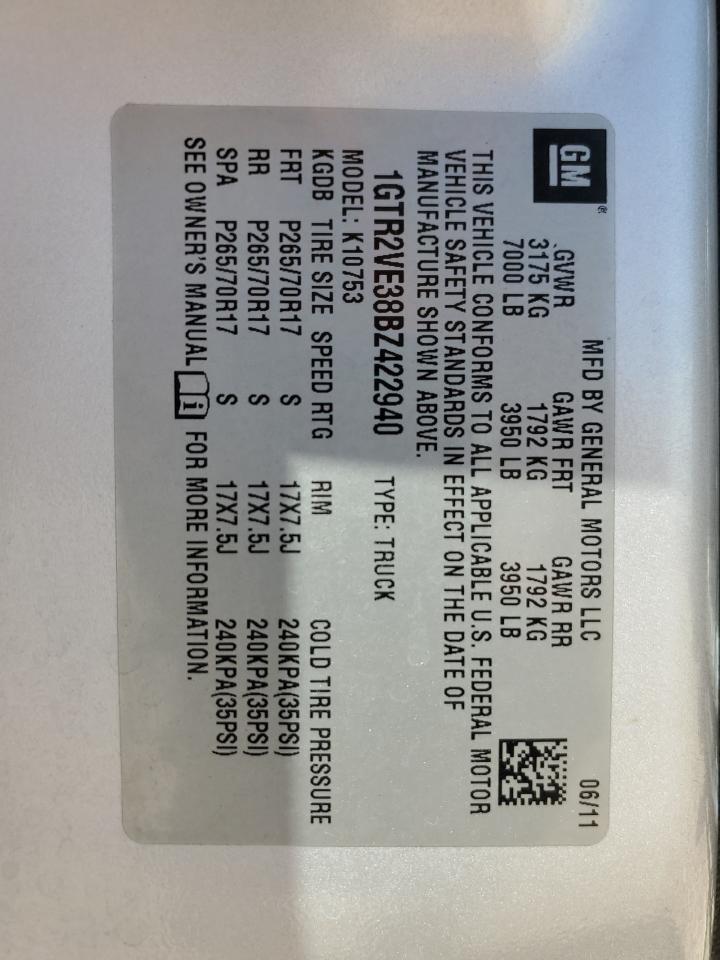 GM®
MFD BY GENERAL MOTORS LLC 06/11
GVWR GAWR FRT GAWR RR
3175 KG 1792 KG 1792 KG
7000 LB 3950 LB 3950 LB
THIS VEHICLE CONFORMS TO ALL APPLICABLE U.S. FEDERAL MOTOR
VEHICLE SAFETY STANDARDS IN EFFECT ON THE DATE OF
MANUFACTURE SHOWN ABOVE.
1GTR2VE38BZ422940 TYPE: TRUCK
MODEL: K10753
KGDB TIRE SIZE SPEED RTG RIM COLD TIRE PRESSURE
FRT P265/70R17 S 17X7.5J 240KPA(35PSI)
RR P265/70R17 S 17X7.5J 240KPA(35PSI)
SPA P265/70R17 S 17X7.5J 240KPA(35PSI)
SEE OWNER'S MANUAL i FOR MORE INFORMATION.